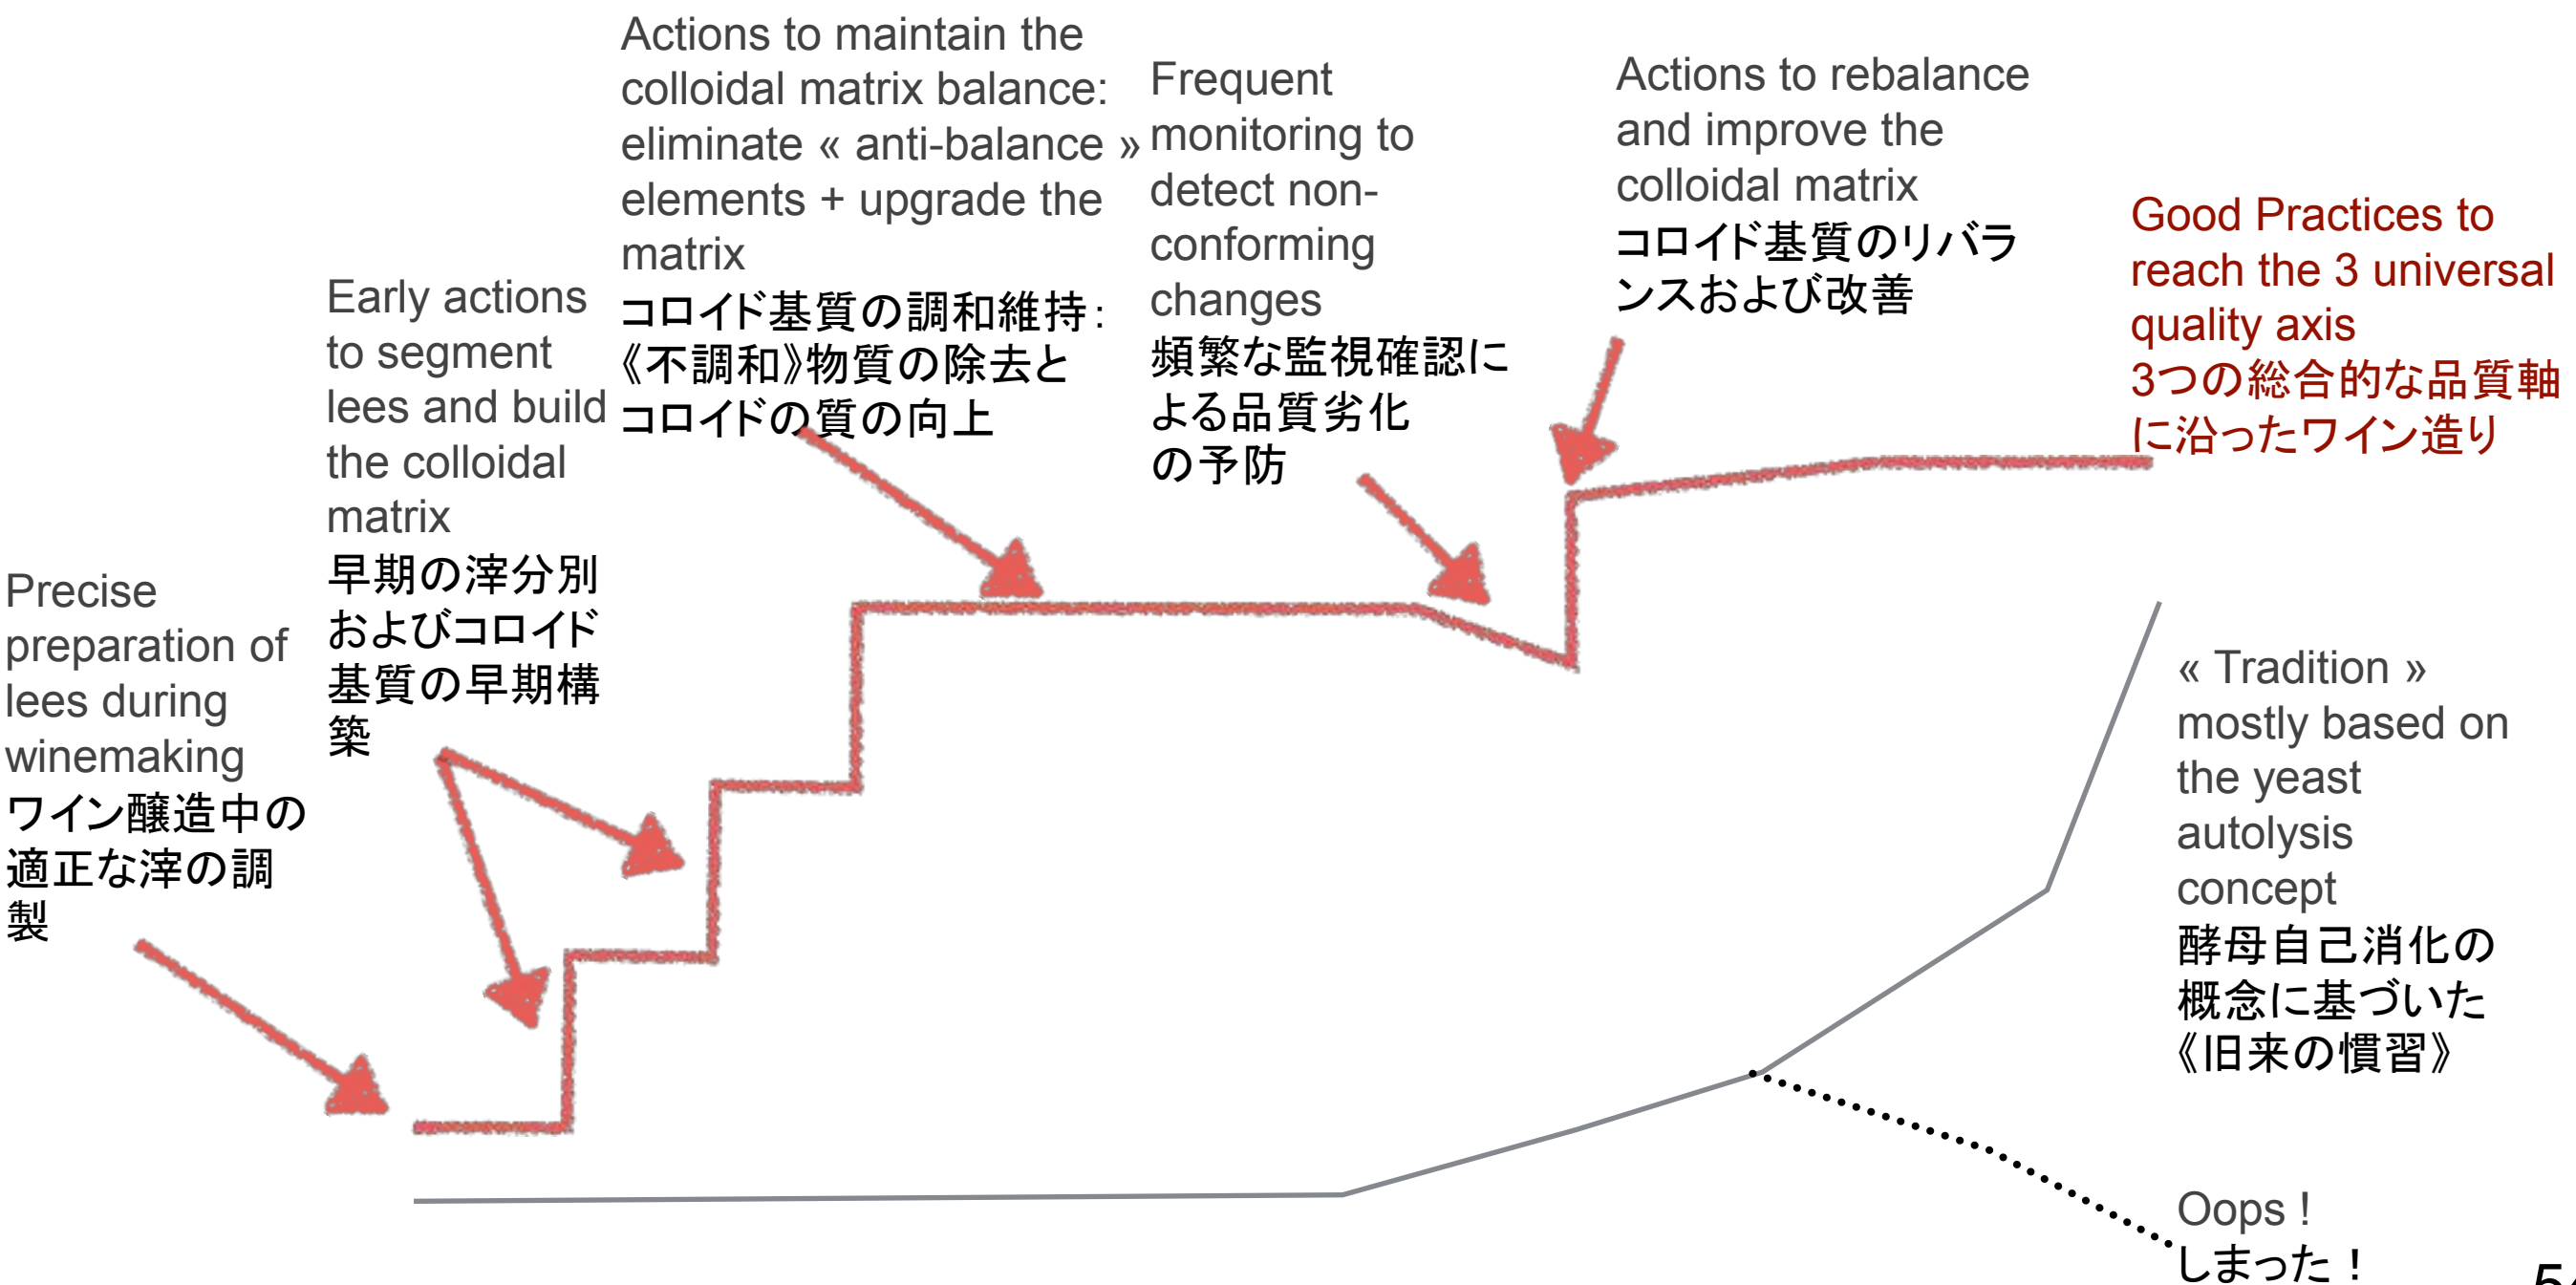 Precise
preparation of
lees during
winemaking
ワイン醸造中の
適正な滓の調
製
Early actions
to segment
lees and build
the colloidal
matrix
早期の滓分別
およびコロイド
基質の早期構
築
Actions to maintain the
colloidal matrix balance:
eliminate « anti-balance »
elements + upgrade the
matrix
コロイド基質の調和維持:
《不調和》物質の除去と
コロイドの質の向上
Frequent
monitoring to
detect non-
conforming
changes
頻繁な監視確認に
よる品質劣化
の予防
Actions to rebalance
and improve the
colloidal matrix
コロイド基質のリバラ
ンスおよび改善
Good Practices to
reach the 3 universal
quality axis
3つの総合的な品質軸
に沿ったワイン造り
« Tradition »
mostly based on
the yeast
autolysis
concept
酵母自己消化の
概念に基づいた
《旧来の慣習》
Oops !
しまった!